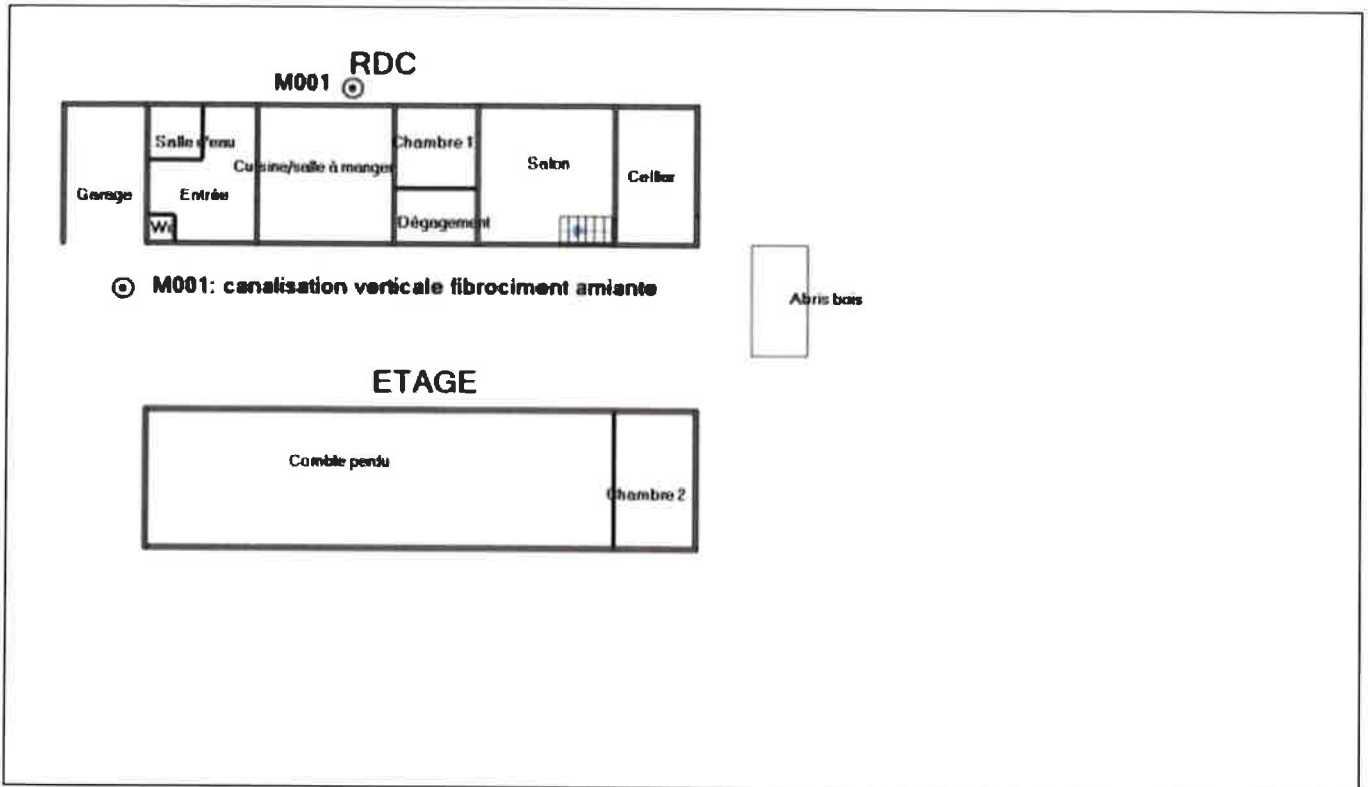 RDC
M001
Salle d'eau
Chambre 1
Cuisine/salle à manger
Salon
Cellier
Garage
Entrée
Wc
Dégagement
M001: canalisation verticale fibrociment amiante
Abris bois
ETAGE
Comble perdu
Chambre 2